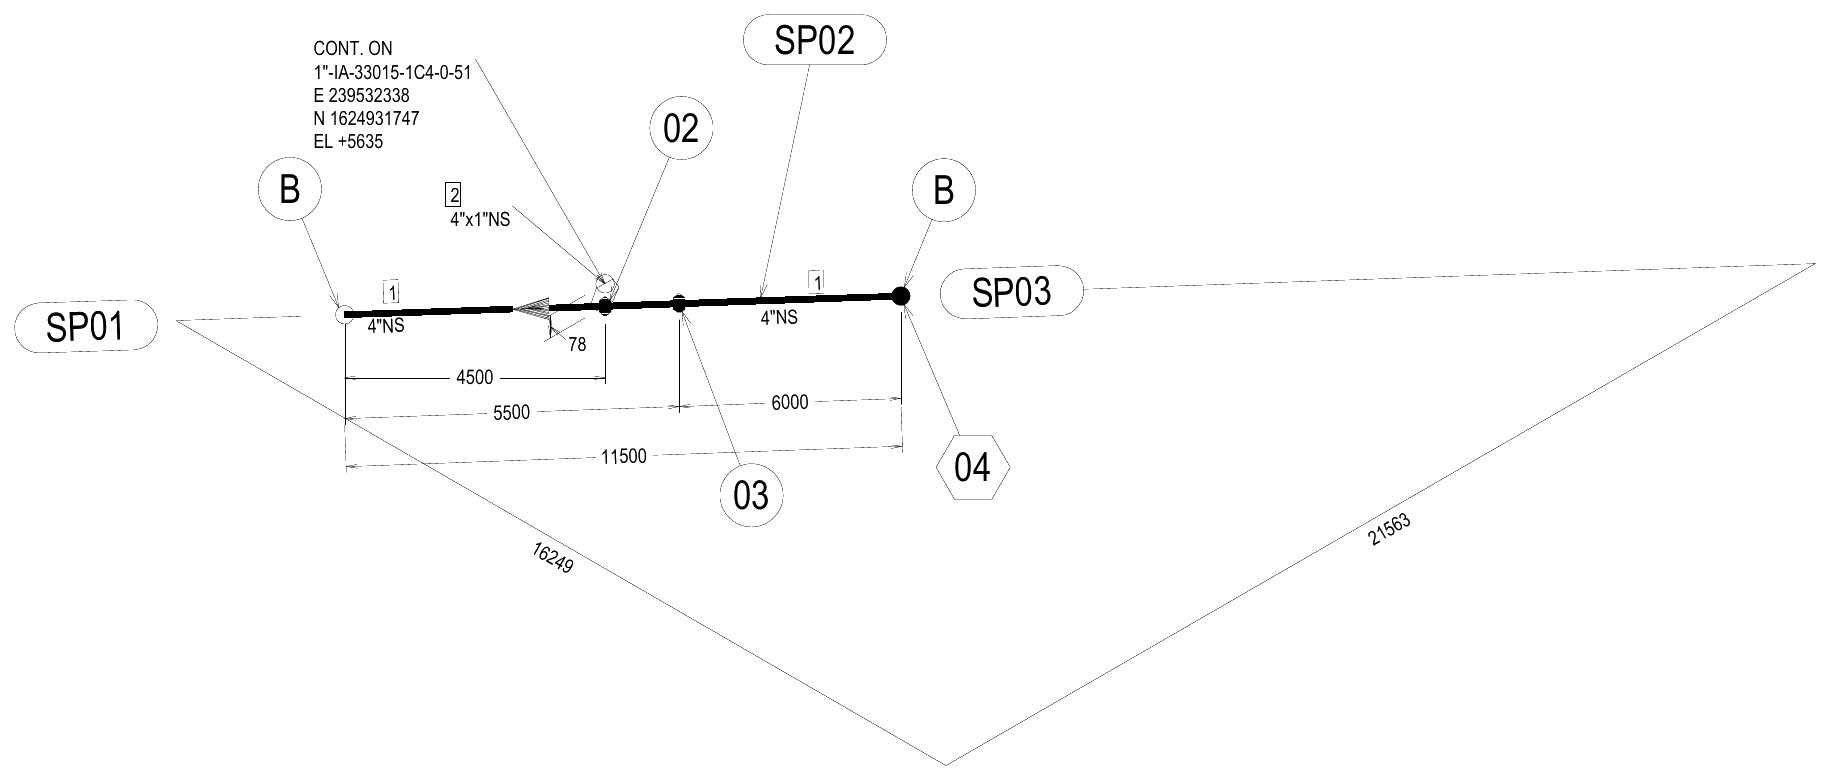 SP02
CONT. ON
1"-IA-33015-1C4-0-51
E 239532338
N 1624931747
EL +5635
02
B
B
2
4"x1"NS
1
1
SP03
SP01
4"NS
4"NS
78
4500
5500
6000
11500
04
03
16249
21563